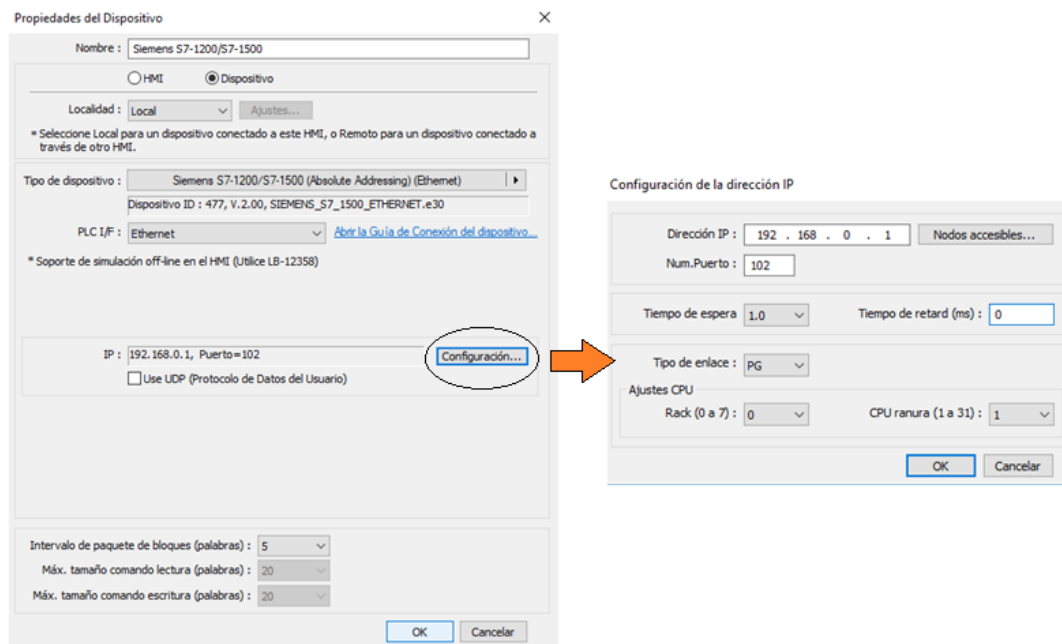 Propiedades del Dispositivo
Nombre : Siemens S7-1200/S7-1500
HMI Dispositivo
Localidad : Local Ajustes...
* Seleccione Local para un dispositivo conectado a este HMI, o Remoto para un dispositivo conectado a
través de otro HMI.
Tipo de dispositivo : Siemens S7-1200/S7-1500 (Absolute Addressing) (Ethernet)
Dispositivo ID : 477, V.2.00, SIEMENS_S7_1500_ETHERNET.e30
PLC I/F : Ethernet Abrir la Guía de Conexión del dispositivo...
* Soporte de simulación off-line en el HMI (Utilice LB-12358)
IP : 192.168.0.1, Puerto=102 Configuración...
Use UDP (Protocolo de Datos del Usuario)
Intervalo de paquete de bloques (palabras) : 5
Máx. tamaño comando lectura (palabras) : 20
Máx. tamaño comando escritura (palabras) : 20
OK Cancelar
Configuración de la dirección IP
Dirección IP : 192 . 168 . 0 . 1 Nodos accesibles...
Num.Puerto : 102
Tiempo de espera 1.0 Tiempo de retard (ms) : 0
Tipo de enlace : PG
Ajustes CPU
Rack (0 a 7) : 0 CPU ranura (1 a 31) : 1
OK Cancelar